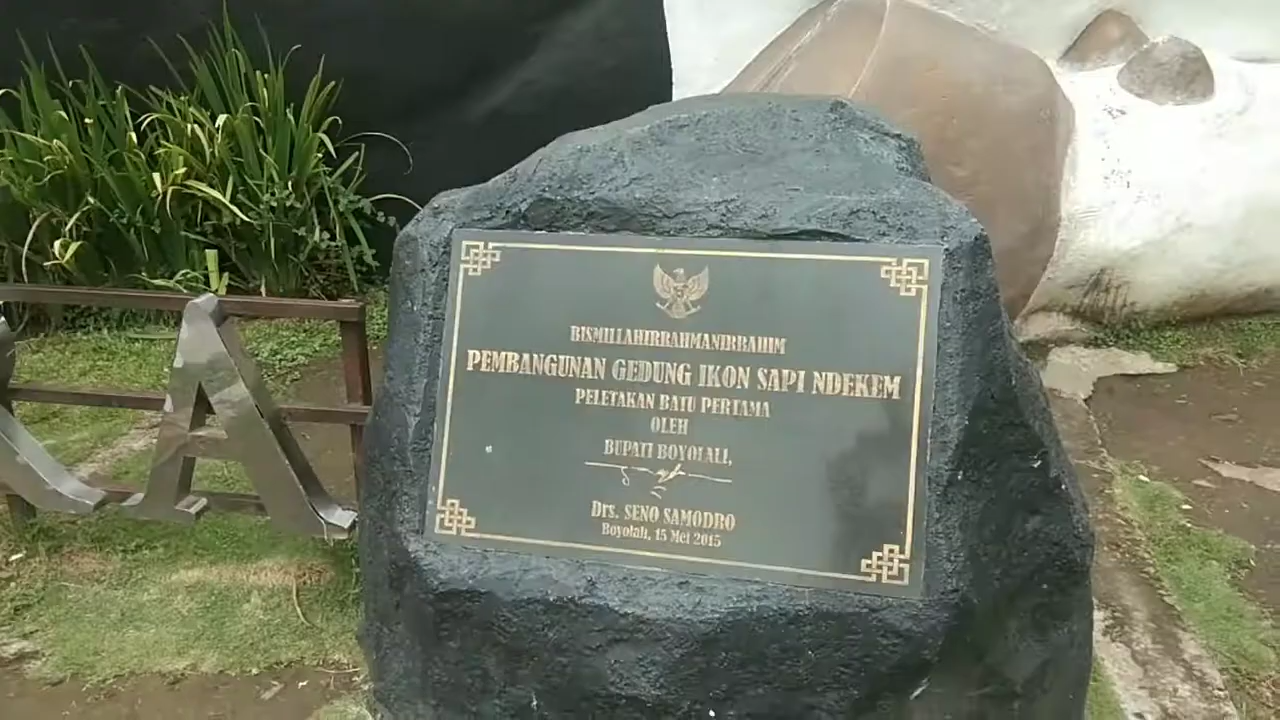 BISMILLAHIRRAHMANIRRAHIM
PEMBANGUNAN GEDUNG IKON SAPI NDEKEM
PELETAKAN BATU PERTAMA
OLEH
BUPATI BOYOLALI,
Drs. SENO SAMODRO
Boyolali, 15 Mei 2015
A